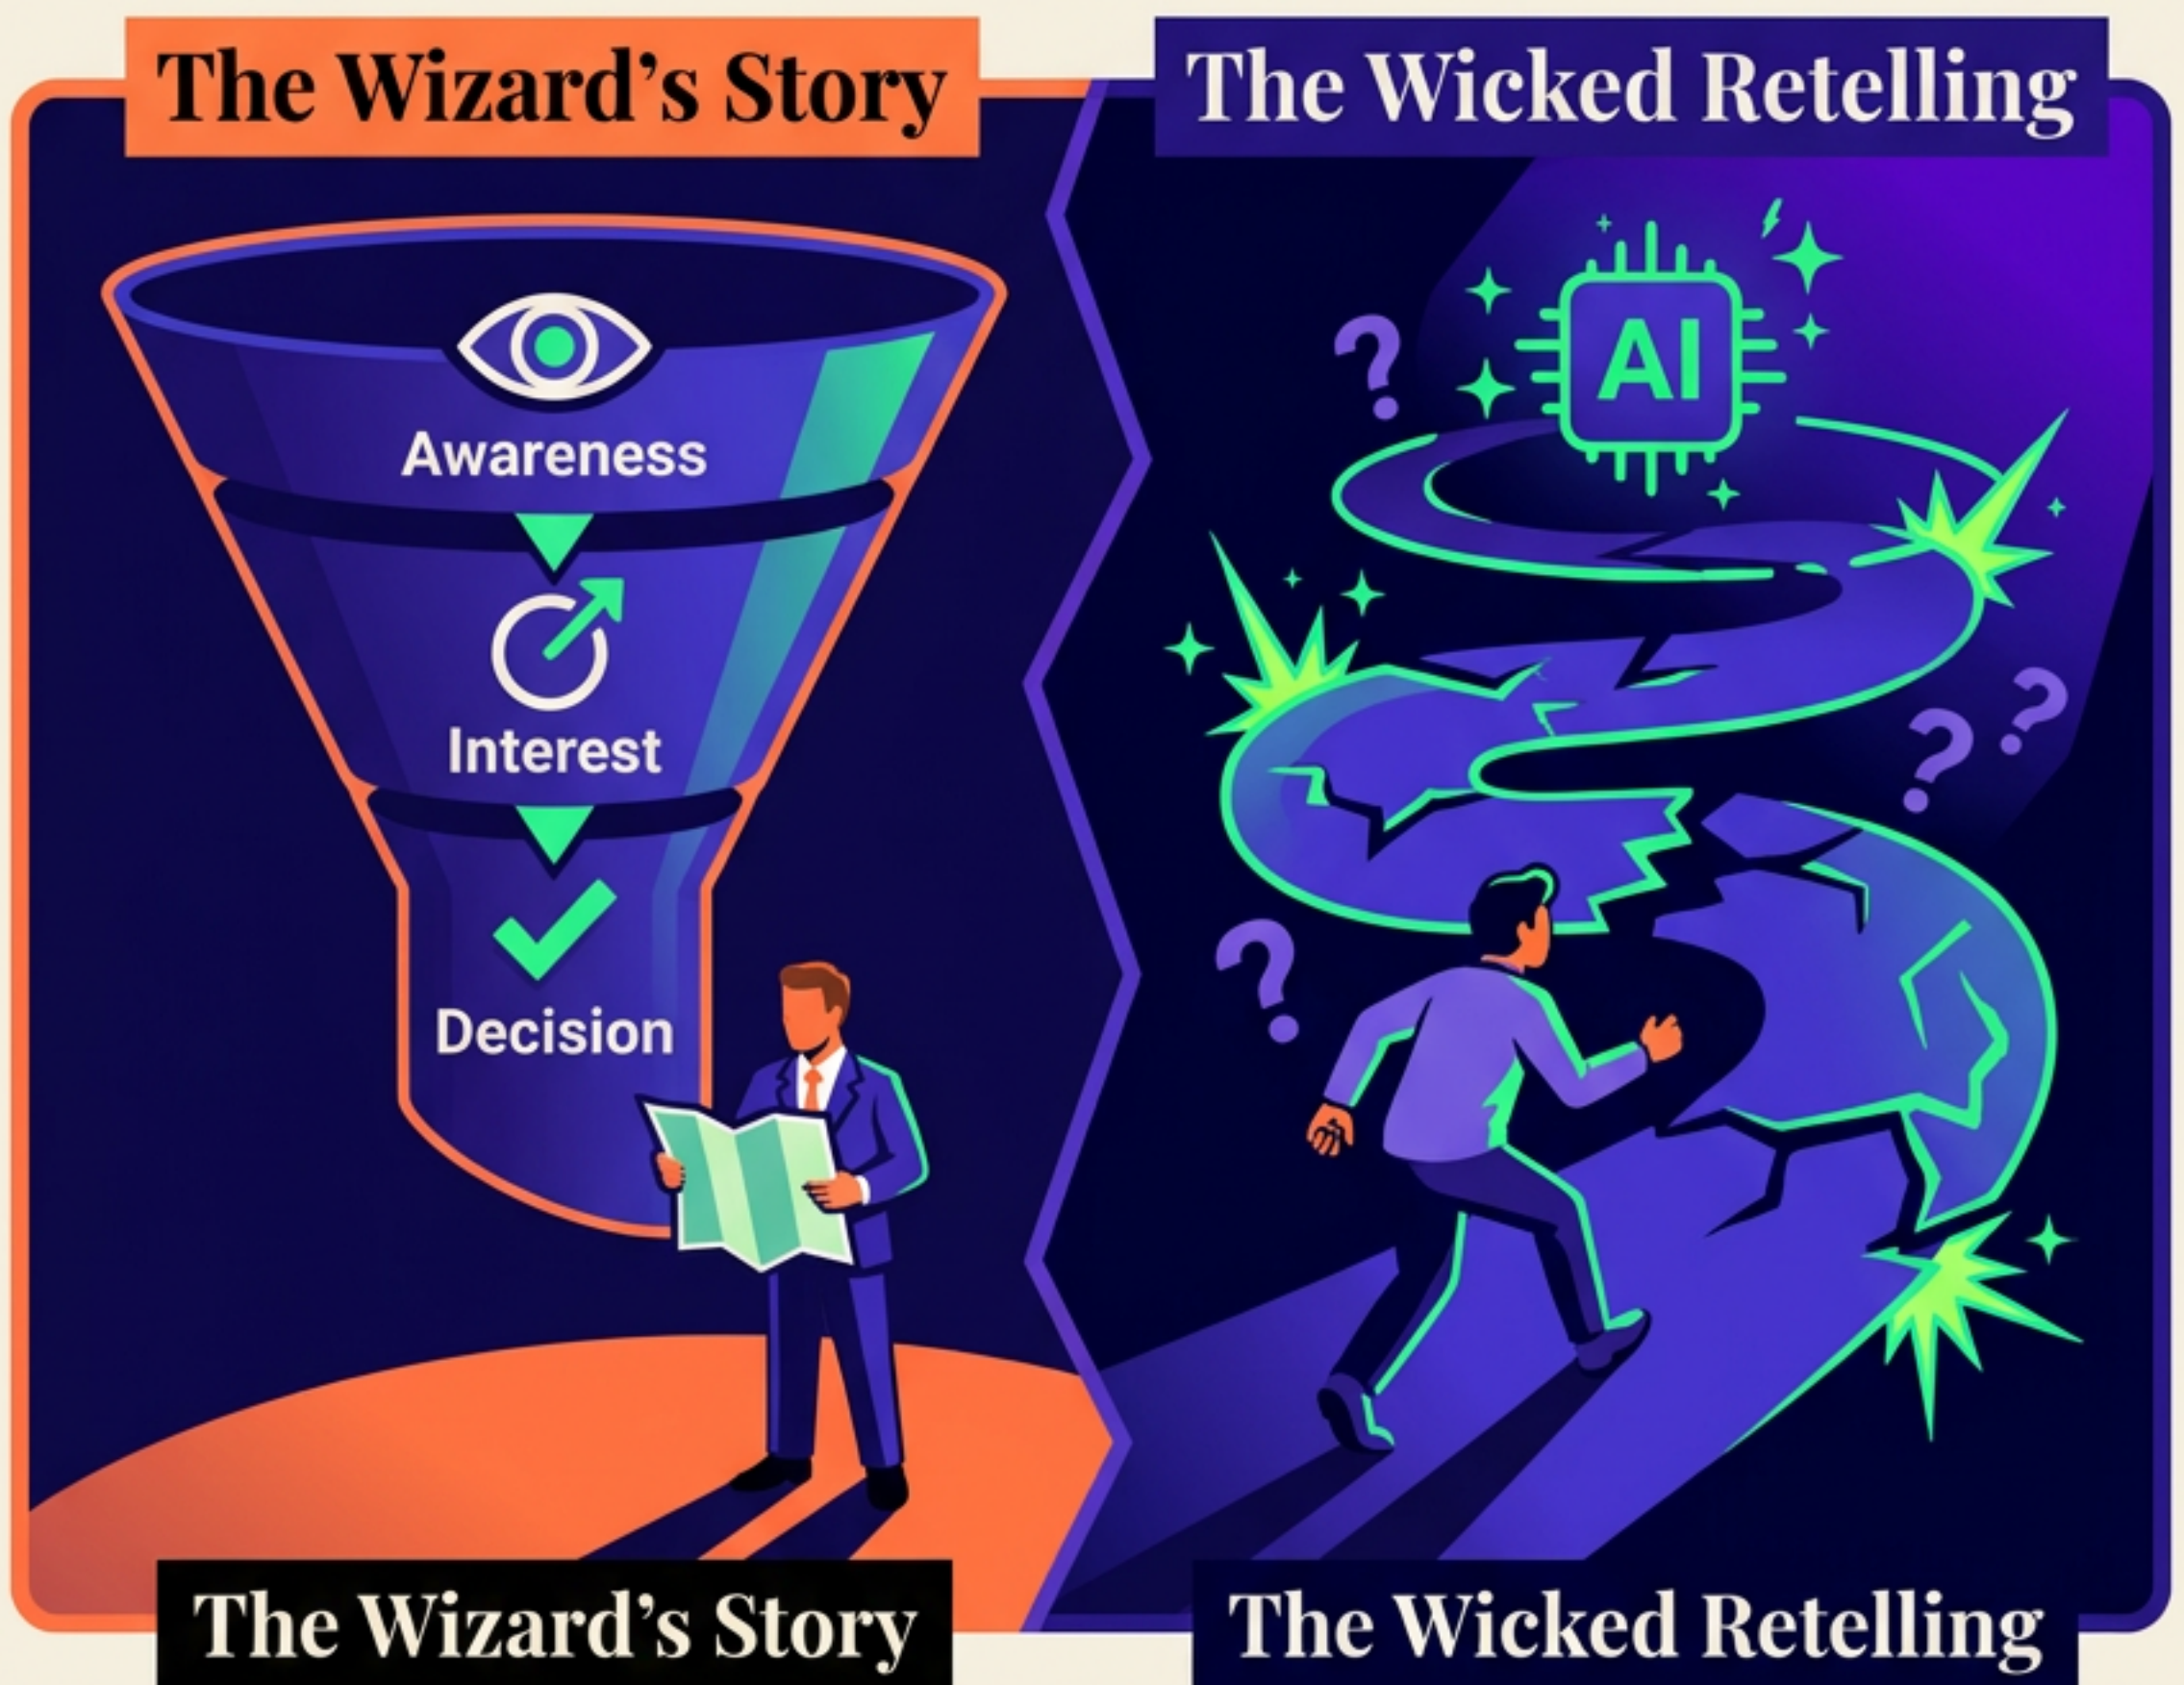 The Wizard's Story
Awareness
Interest
Decision
The Wizard's Story
The Wicked Retelling
?
AI
? ?
?
The Wicked Retelling